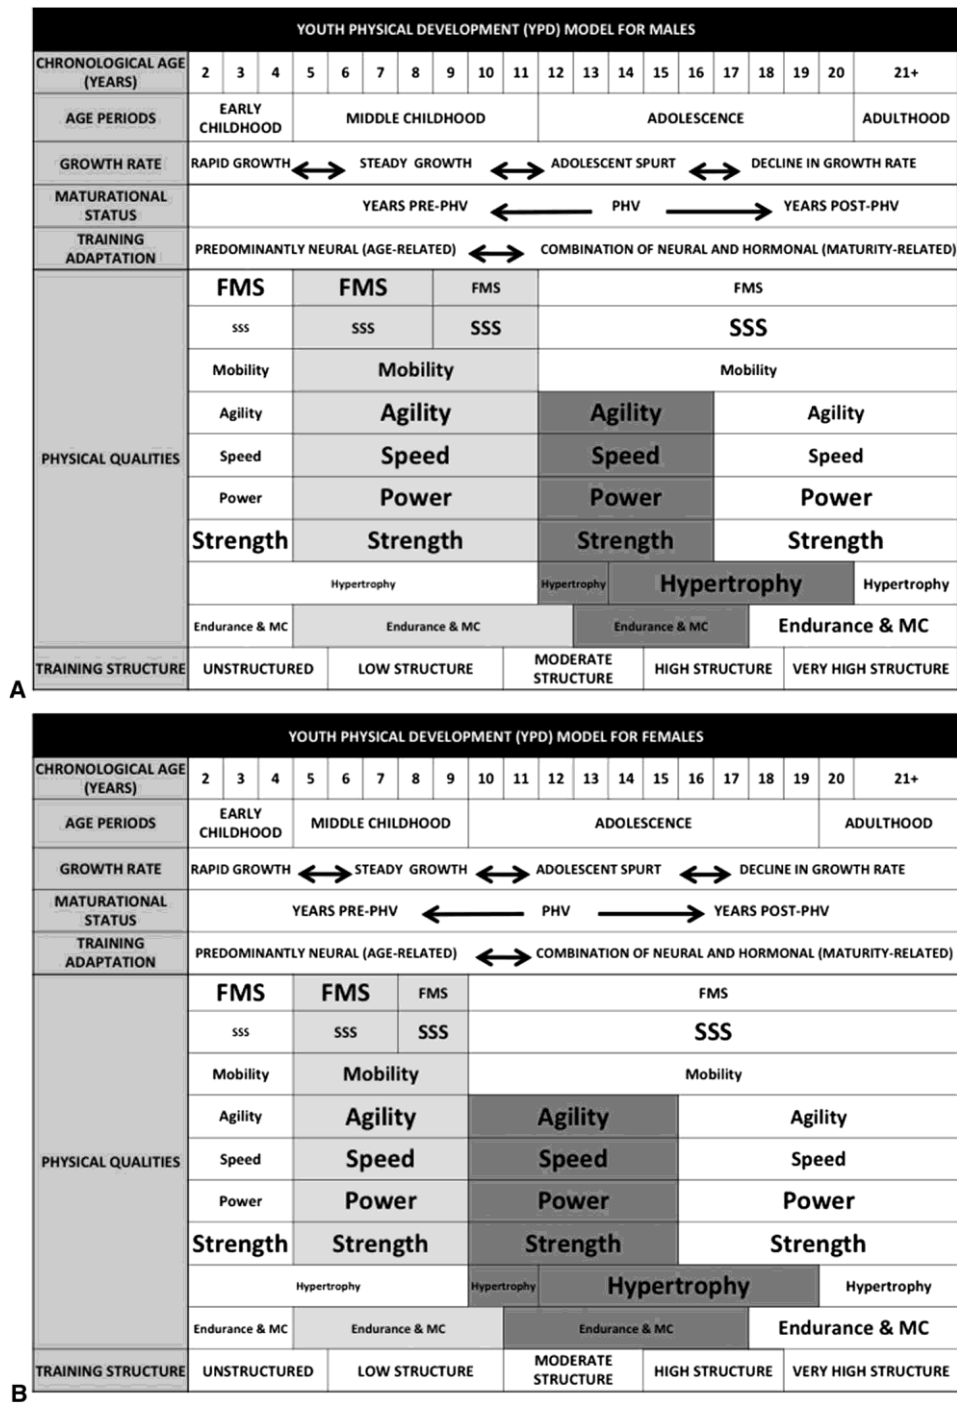 YOUTH PHYSICAL DEVELOPMENT (YPD) MODEL FOR MALES
CHRONOLOGICAL AGE (YEARS) 2 3 4 5 6 7 8 9 10 11 12 13 14 15 16 17 18 19 20 21+
AGE PERIODS EARLY CHILDHOOD MIDDLE CHILDHOOD ADOLESCENCE ADULTHOOD
GROWTH RATE RAPID GROWTH STEADY GROWTH ADOLESCENT SPURT DECLINE IN GROWTH RATE
MATURATIONAL STATUS YEARS PRE-PHV PHV YEARS POST-PHV
TRAINING ADAPTATION PREDOMINANTLY NEURAL (AGE-RELATED) COMBINATION OF NEURAL AND HORMONAL (MATURITY-RELATED)
PHYSICAL QUALITIES
FMS FMS FMS FMS
SSS SSS SSS SSS
Mobility Mobility Mobility
Agility Agility Agility Agility
Speed Speed Speed Speed
Power Power Power Power
Strength Strength Strength Strength
Hypertrophy Hypertrophy Hypertrophy Hypertrophy
Endurance & MC Endurance & MC Endurance & MC Endurance & MC
TRAINING STRUCTURE UNSTRUCTURED LOW STRUCTURE MODERATE STRUCTURE HIGH STRUCTURE VERY HIGH STRUCTURE
A
YOUTH PHYSICAL DEVELOPMENT (YPD) MODEL FOR FEMALES
CHRONOLOGICAL AGE (YEARS) 2 3 4 5 6 7 8 9 10 11 12 13 14 15 16 17 18 19 20 21+
AGE PERIODS EARLY CHILDHOOD MIDDLE CHILDHOOD ADOLESCENCE ADULTHOOD
GROWTH RATE RAPID GROWTH STEADY GROWTH ADOLESCENT SPURT DECLINE IN GROWTH RATE
MATURATIONAL STATUS YEARS PRE-PHV PHV YEARS POST-PHV
TRAINING ADAPTATION PREDOMINANTLY NEURAL (AGE-RELATED) COMBINATION OF NEURAL AND HORMONAL (MATURITY-RELATED)
PHYSICAL QUALITIES
FMS FMS FMS FMS
SSS SSS SSS SSS
Mobility Mobility Mobility
Agility Agility Agility Agility
Speed Speed Speed Speed
Power Power Power Power
Strength Strength Strength Strength
Hypertrophy Hypertrophy Hypertrophy Hypertrophy
Endurance & MC Endurance & MC Endurance & MC Endurance & MC
TRAINING STRUCTURE UNSTRUCTURED LOW STRUCTURE MODERATE STRUCTURE HIGH STRUCTURE VERY HIGH STRUCTURE
B